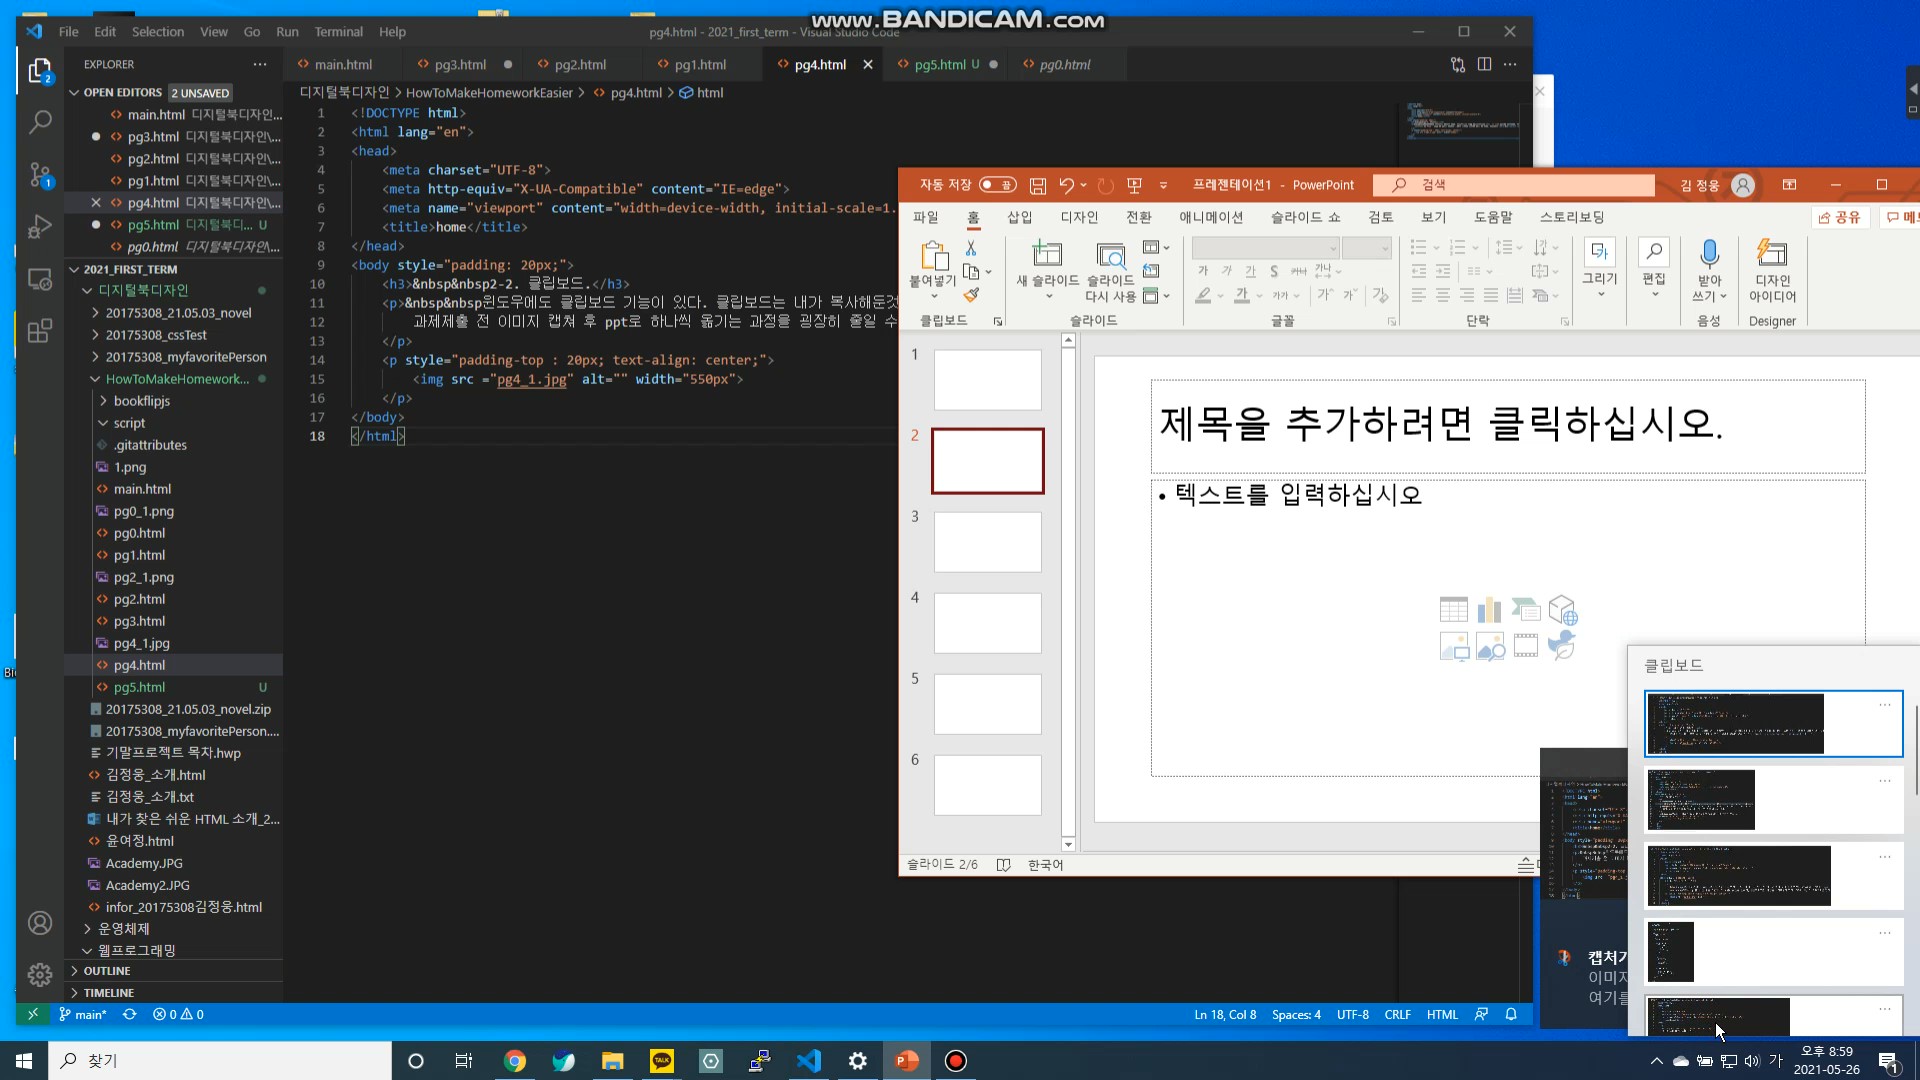 www.BANDICAM.com
File Edit Selection View Go Run Terminal Help
pg4.html - 2021_first_term - Visual Studio Code
EXPLORER
main.html
pg3.html
pg2.html
pg1.html
pg4.html
pg5.html U
pg0.html
OPEN EDITORS 2 UNSAVED
디지털북디자인 > HowToMakeHomeworkEasier > pg4.html > html
main.html 디지털북디자인...
pg3.html 디지털북디자인\...
pg2.html 디지털북디자인\...
pg1.html 디지털북디자인\...
pg4.html 디지털북디자인\...
pg5.html 디지털북디... U
pg0.html 디지털북디자인\...
2021_FIRST_TERM
디지털북디자인
20175308_21.05.03_novel
20175308_cssTest
20175308_myfavoritePerson
HowToMakeHomework...
bookflipjs
script
.gitattributes
1.png
main.html
pg0_1.png
pg0.html
pg1.html
pg2_1.png
pg2.html
pg3.html
pg4_1.jpg
pg4.html
pg5.html U
20175308_21.05.03_novel.zip
20175308_myfavoritePerson....
기말프로젝트 목차.hwp
김정웅_소개.html
김정웅_소개.txt
내가 찾은 쉬운 HTML 소개_2...
윤여정.html
Academy.JPG
Academy2.JPG
infor_20175308김정웅.html
운영체제
웹프로그래밍
OUTLINE
TIMELINE
1 <!DOCTYPE html>
2 <html lang="en">
3 <head>
4 <meta charset="UTF-8">
5 <meta http-equiv="X-UA-Compatible" content="IE=edge">
6 <meta name="viewport" content="width=device-width, initial-scale=1.
7 <title>home</title>
8 </head>
9 <body style="padding: 20px;">
10 <h3>&nbsp&nbsp2-2. 클립보드.</h3>
11 <p>&nbsp&nbsp윈도우에도 클립보드 기능이 있다. 클립보드는 내가 복사해둔것
12 과제제출 전 이미지 캡쳐 후 ppt로 하나씩 옮기는 과정을 굉장히 줄일 수
13 </p>
14 <p style="padding-top : 20px; text-align: center;">
15 <img src ="pg4_1.jpg" alt="" width="550px">
16 </p>
17 </body>
18 </html>
자동 저장 끔 프레젠테이션1 - PowerPoint 검색 김 정웅
파일 홈 삽입 디자인 전환 애니메이션 슬라이드 쇼 검토 보기 도움말 스토리보딩 공유 메모
붙여넣기
새 슬라이드
슬라이드 다시 사용
그리기
편집
받아쓰기
디자인 아이디어
클립보드 슬라이드 글꼴 단락 음성 Designer
1
2
3
4
5
6
제목을 추가하려면 클릭하십시오.
• 텍스트를 입력하십시오
슬라이드 2/6 한국어
클립보드
이미지
여기를
main* 0 0
Ln 18, Col 8 Spaces: 4 UTF-8 CRLF HTML
찾기
TALK
가
오후 8:59
2021-05-26
1